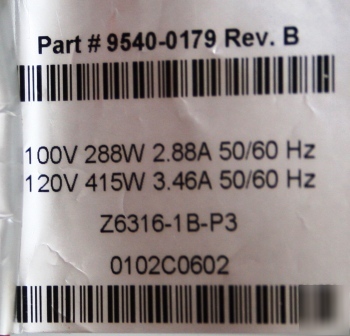 Part # 9540-0179 Rev. B
100V 288W 2.88A 50/60 Hz
120V 415W 3.46A 50/60 Hz
Z6316-1B-P3
0102C0602